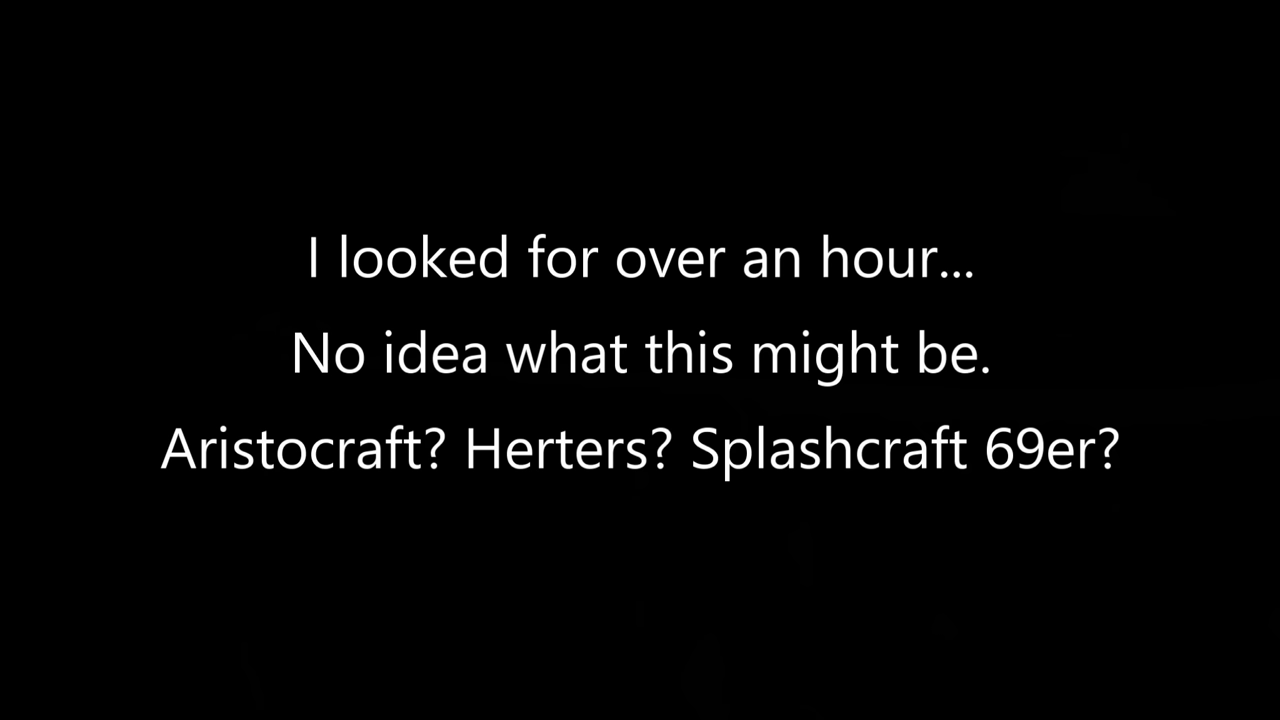 I looked for over an hour...
No idea what this might be.
Aristocraft? Herters? Splashcraft 69er?